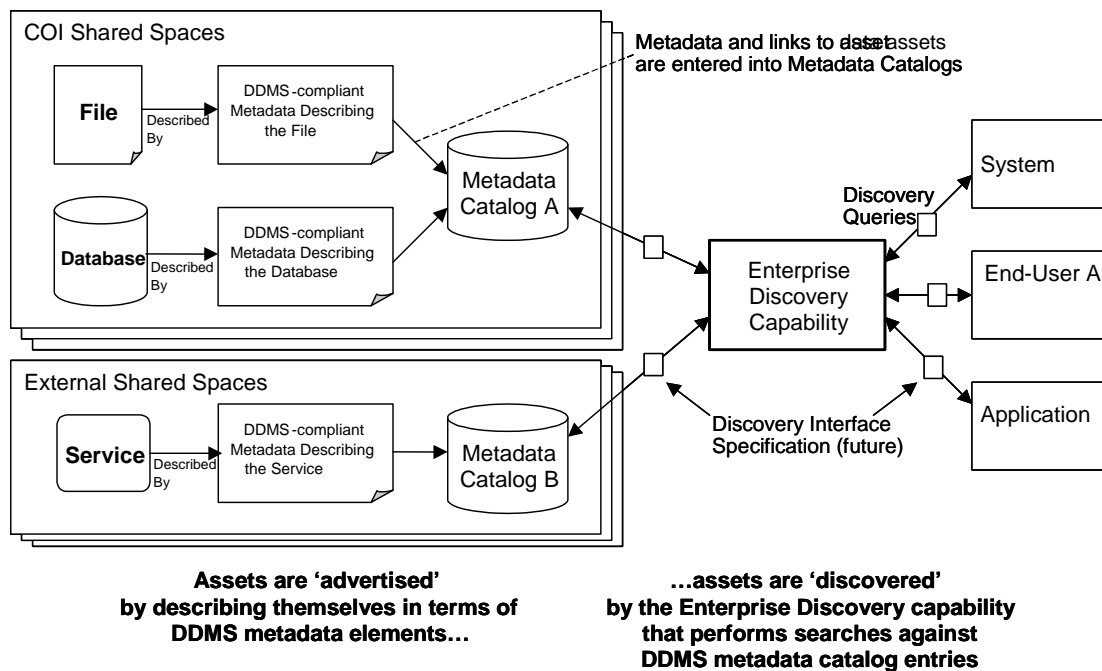 COI Shared Spaces
File
Described
By
DDMS-compliant
Metadata Describing
the File
Database
Described
By
DDMS-compliant
Metadata Describing
the Database
Metadata
Catalog A
Metadata and links to data assets
are entered into Metadata Catalogs
External Shared Spaces
Service
Described
By
DDMS-compliant
Metadata Describing
the Service
Metadata
Catalog B
Enterprise
Discovery
Capability
Discovery
Queries
System
End-User A
Application
Discovery Interface
Specification (future)
Assets are ‘advertised’
by describing themselves in terms of
DDMS metadata elements…
…assets are ‘discovered’
by the Enterprise Discovery capability
that performs searches against
DDMS metadata catalog entries